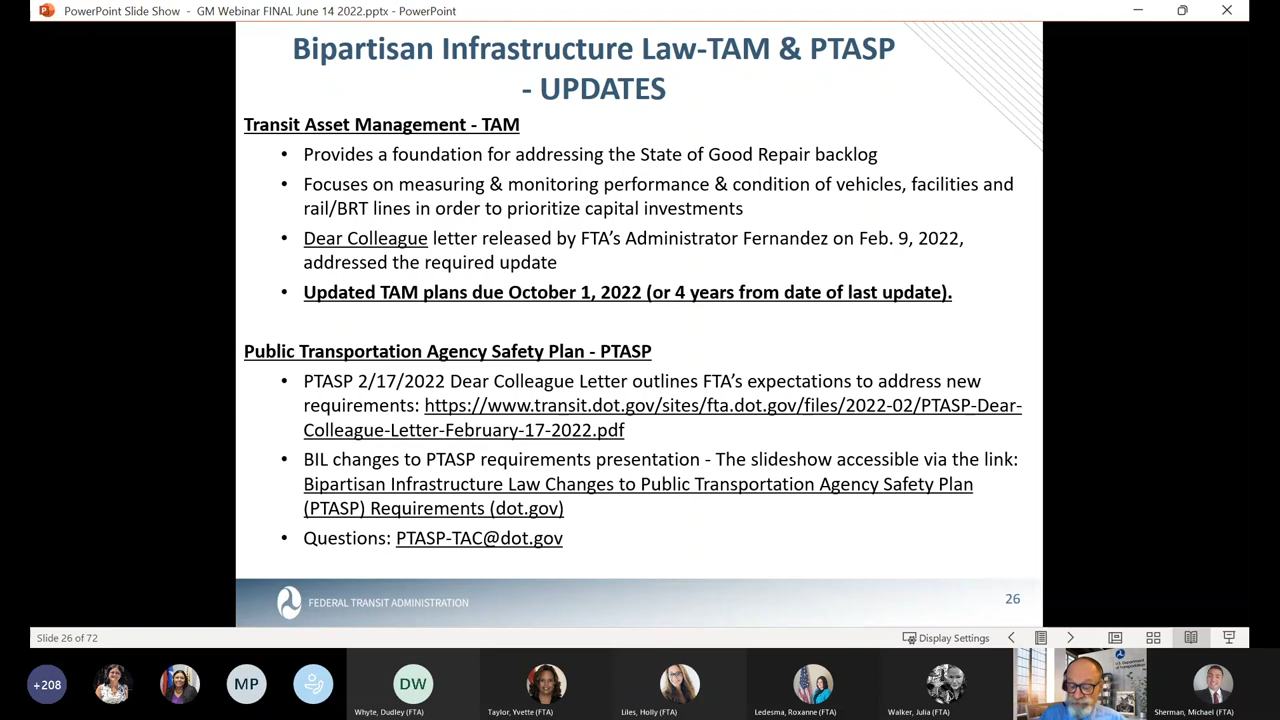 PowerPoint Slide Show - GM Webinar FINAL June 14 2022.pptx - PowerPoint
Bipartisan Infrastructure Law-TAM & PTASP
- UPDATES
Transit Asset Management - TAM
• Provides a foundation for addressing the State of Good Repair backlog
• Focuses on measuring & monitoring performance & condition of vehicles, facilities and
rail/BRT lines in order to prioritize capital investments
• Dear Colleague letter released by FTA’s Administrator Fernandez on Feb. 9, 2022,
addressed the required update
• Updated TAM plans due October 1, 2022 (or 4 years from date of last update).
Public Transportation Agency Safety Plan - PTASP
• PTASP 2/17/2022 Dear Colleague Letter outlines FTA’s expectations to address new
requirements: https://www.transit.dot.gov/sites/fta.dot.gov/files/2022-02/PTASP-Dear-
Colleague-Letter-February-17-2022.pdf
• BIL changes to PTASP requirements presentation - The slideshow accessible via the link:
Bipartisan Infrastructure Law Changes to Public Transportation Agency Safety Plan
(PTASP) Requirements (dot.gov)
• Questions: PTASP-TAC@dot.gov
FEDERAL TRANSIT ADMINISTRATION
26
Slide 26 of 72
Display Settings
+208
MP
DW
Whyte, Dudley (FTA)
Taylor, Yvette (FTA)
Liles, Holly (FTA)
Ledesma, Roxanne (FTA)
Walker, Julia (FTA)
U.S. Department of Transportation
Sherman, Michael (FTA)